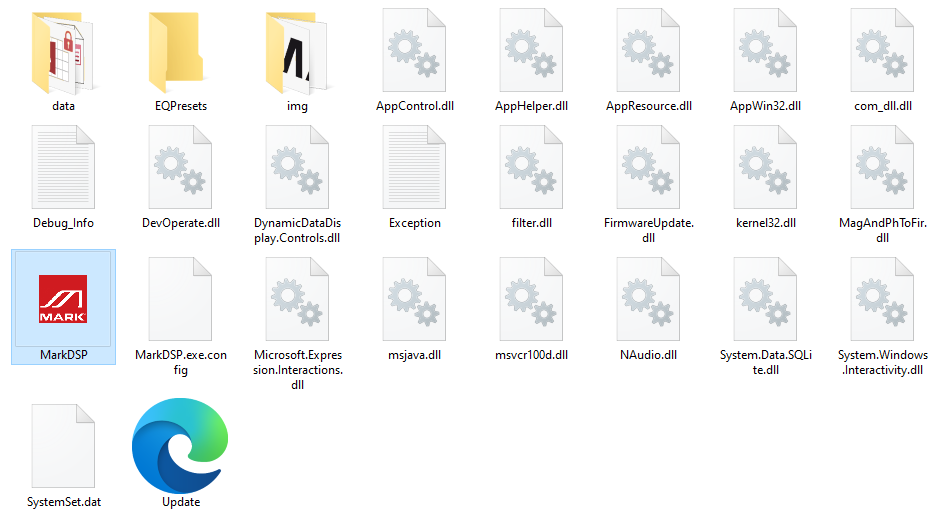 data
EQPresets
img
AppControl.dll
AppHelper.dll
AppResource.dll
AppWin32.dll
com_dll.dll
Debug_Info
DevOperate.dll
DynamicDataDis
play.Controls.dll
Exception
filter.dll
FirmwareUpdate.
dll
kernel32.dll
MagAndPhToFir.
dll
MARK
MarkDSP
MarkDSP.exe.con
fig
Microsoft.Expres
sion.Interactions.
dll
msjava.dll
msvcr100d.dll
NAudio.dll
System.Data.SQLi
te.dll
System.Windows
.Interactivity.dll
SystemSet.dat
Update